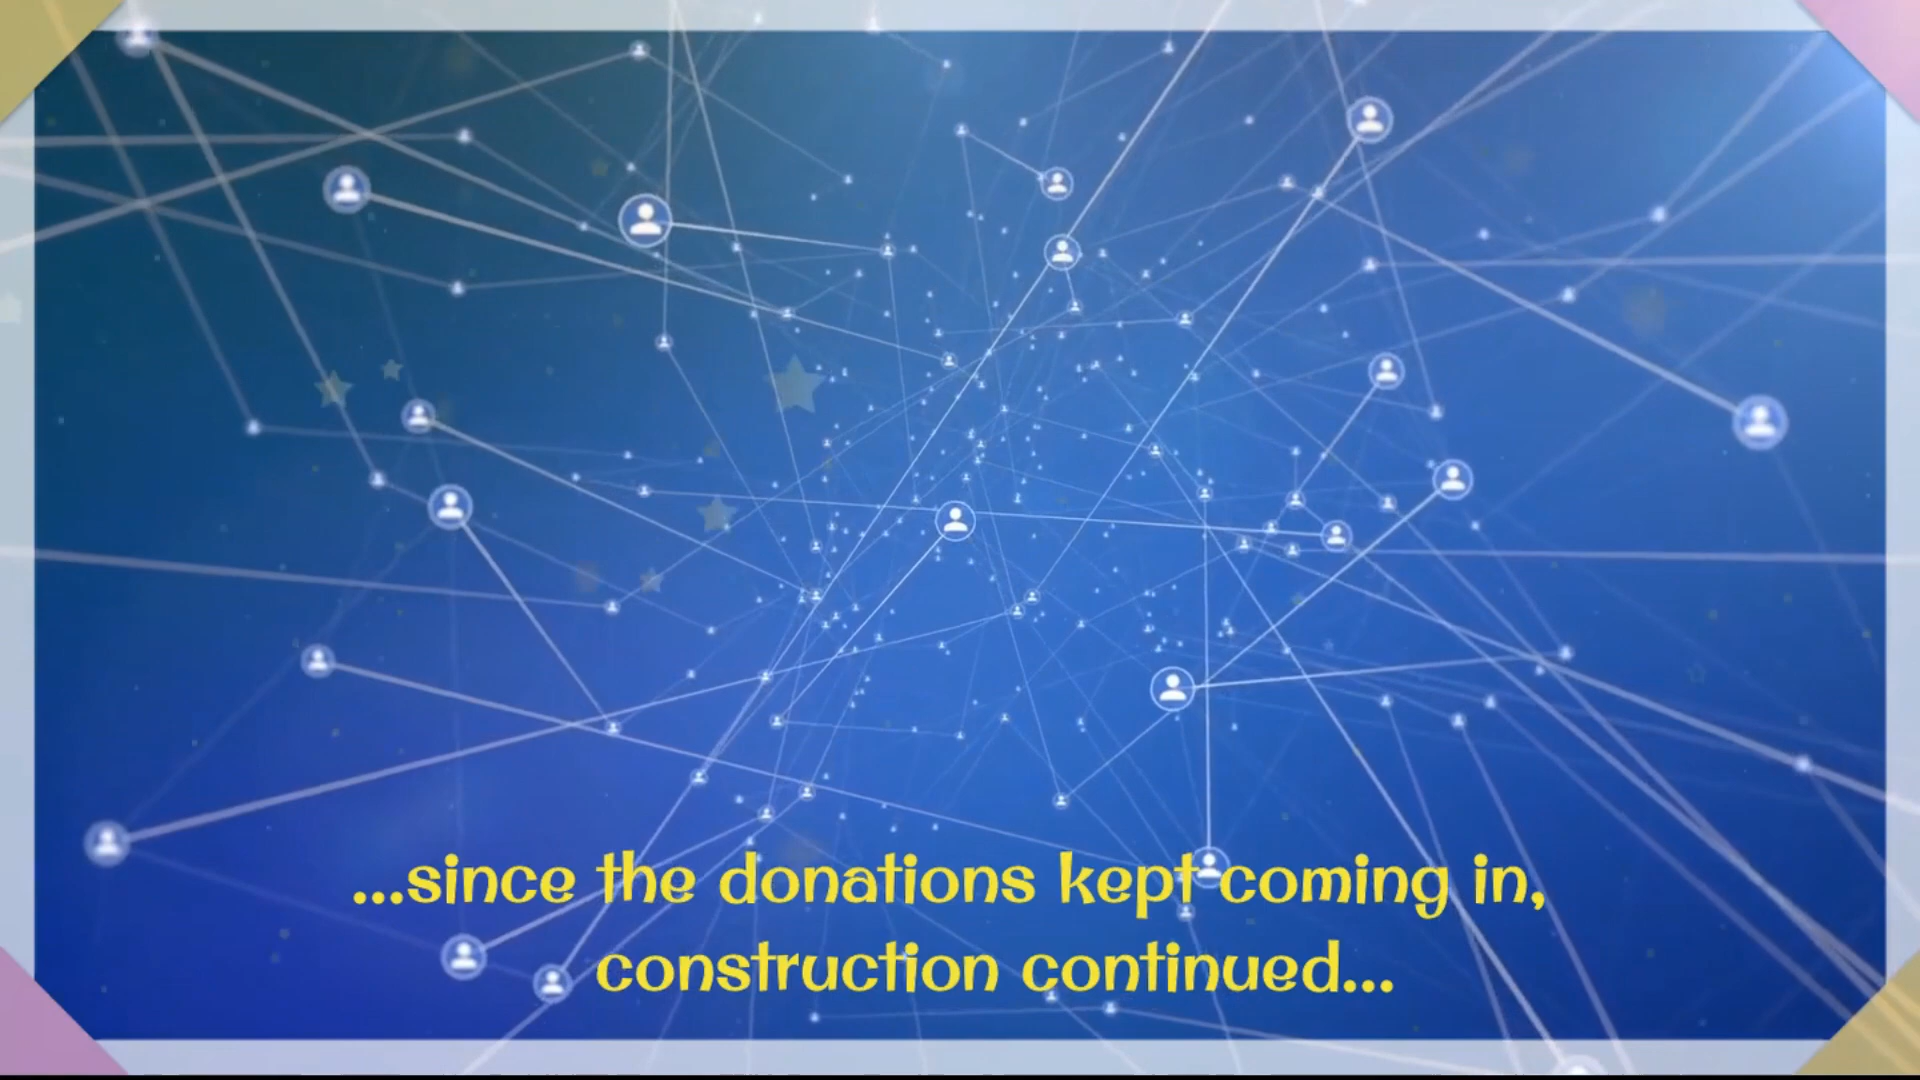 ...since the donations kept coming in,
construction continued...